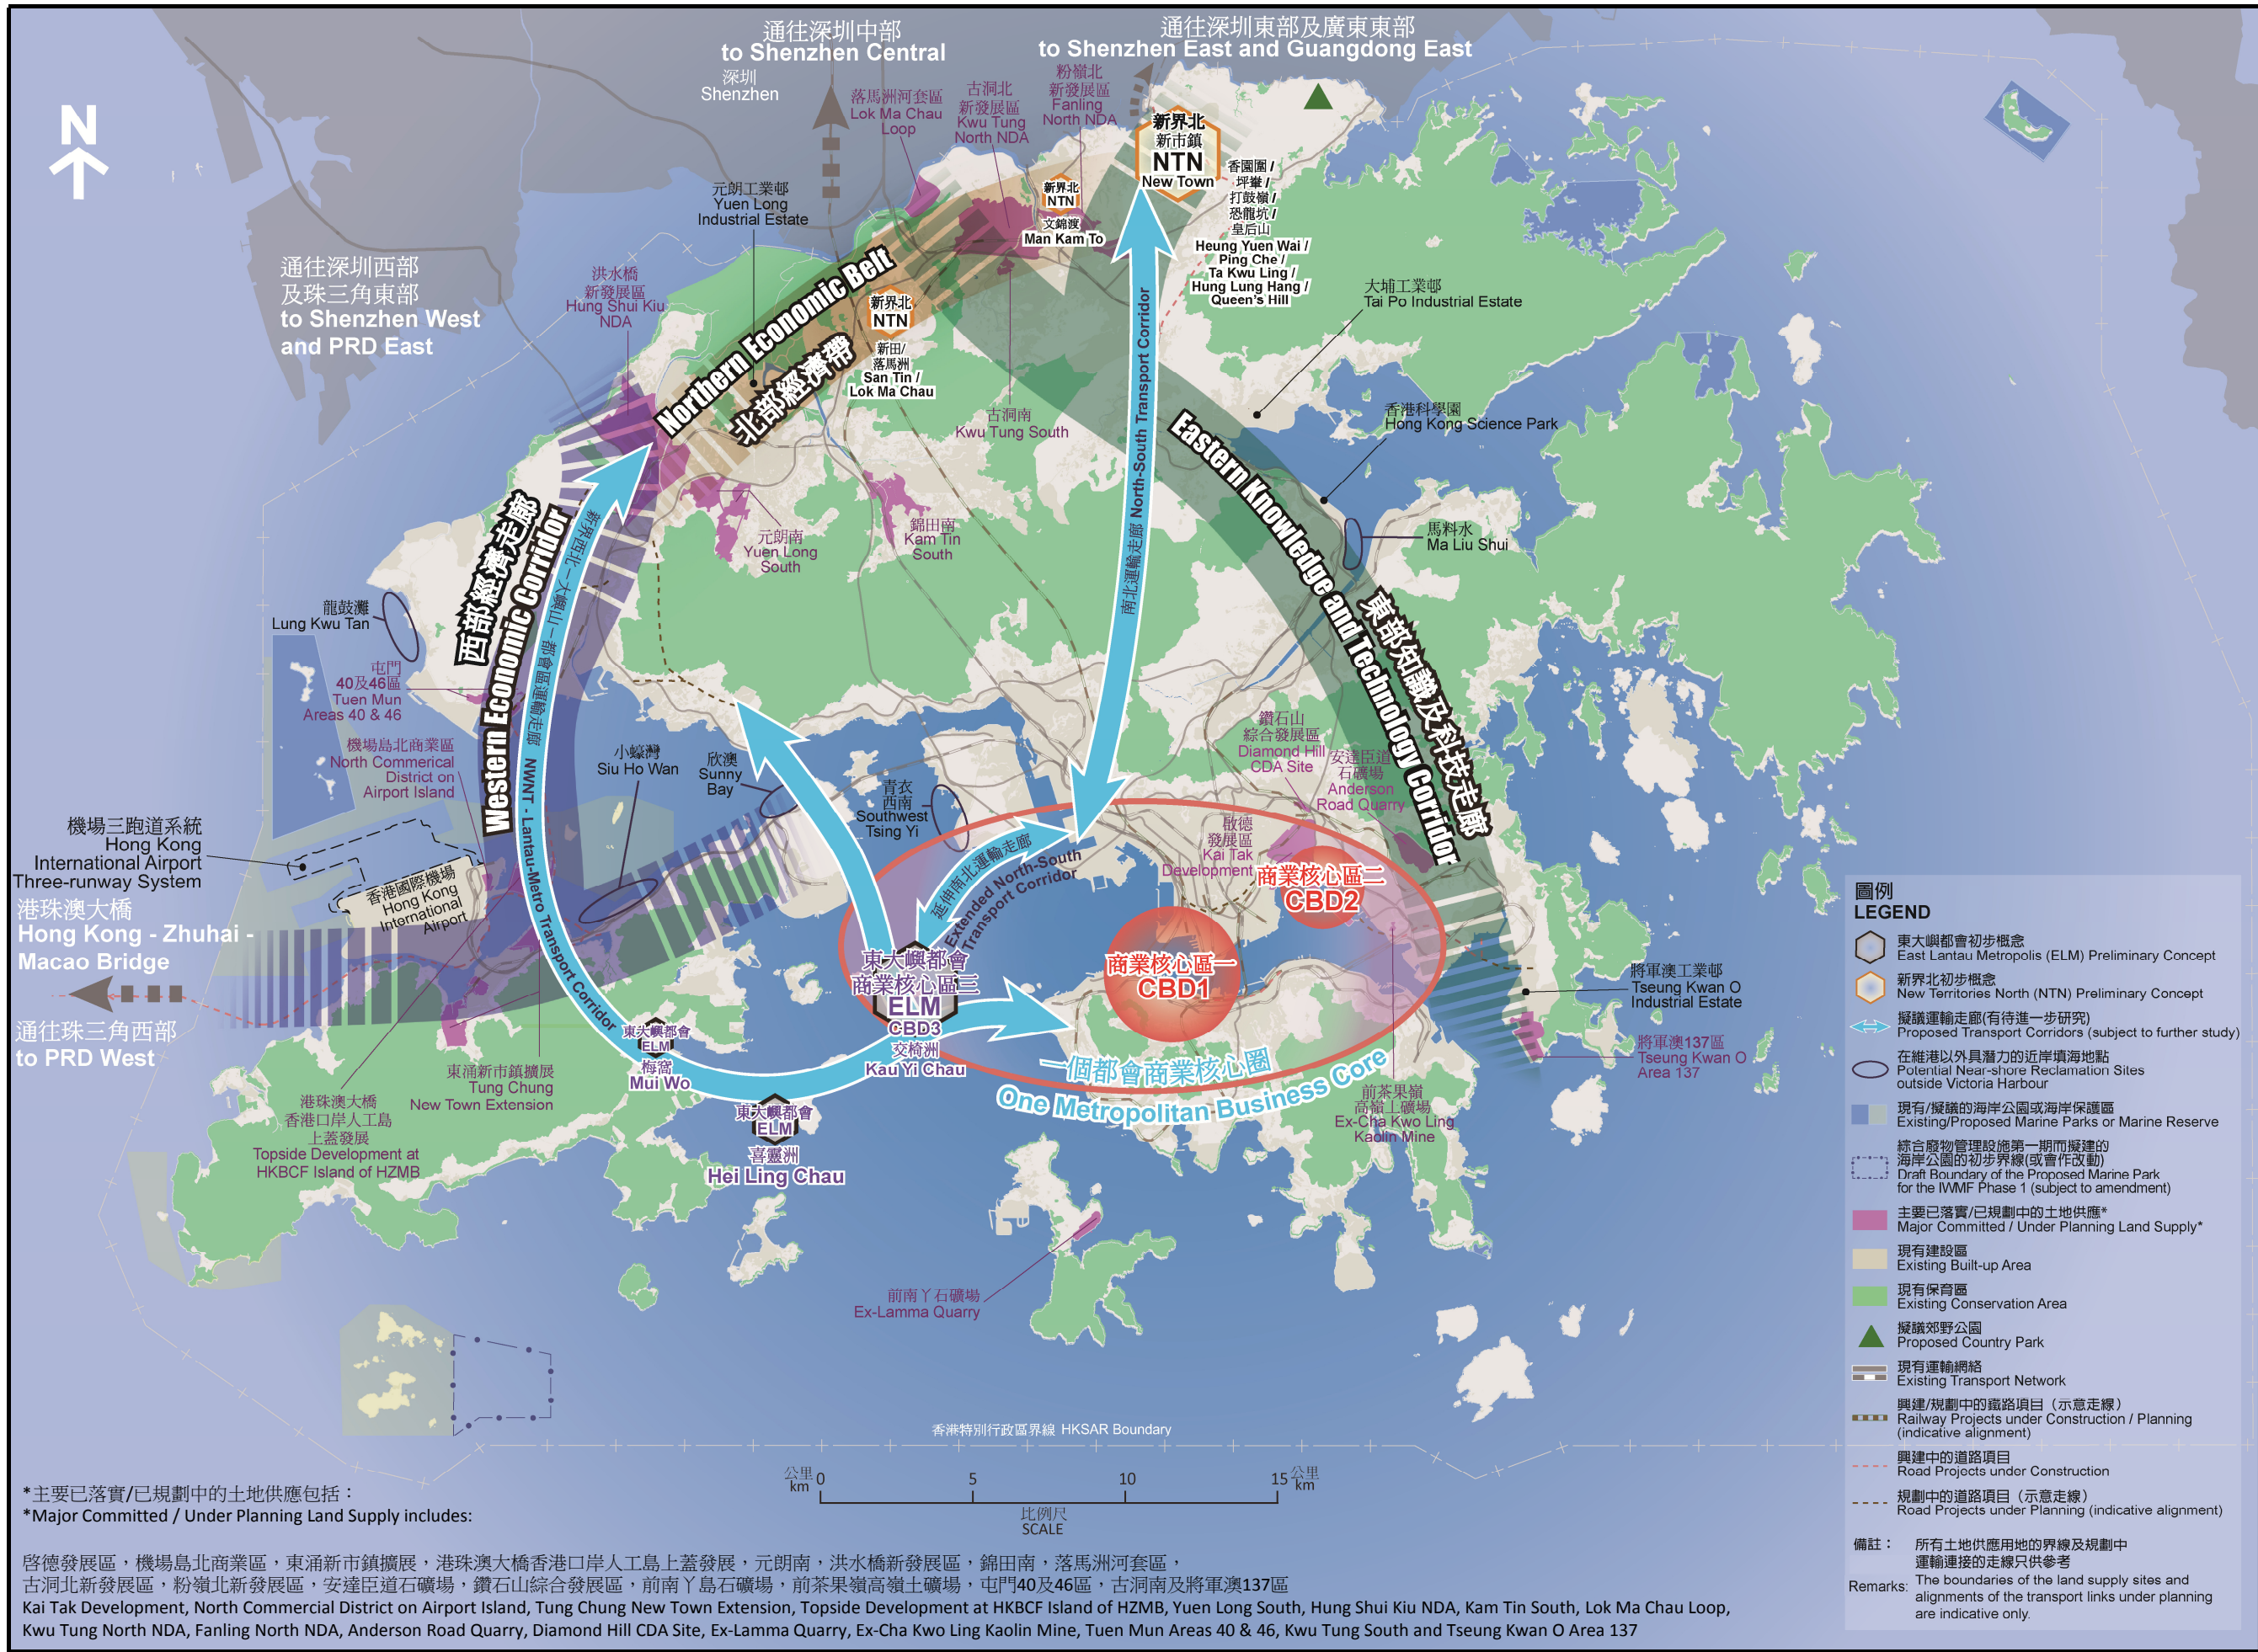 通往深圳中部
to Shenzhen Central
通往深圳東部及廣東東部
to Shenzhen East and Guangdong East
深圳
Shenzhen
N
落馬洲河套區
Lok Ma Chau
Loop
古洞北
新發展區
Kwu Tung
North NDA
粉嶺北
新發展區
Fanling
North NDA
新界北
新市鎮
NTN
New Town
香園圍 /
坪輋 /
打鼓嶺 /
恐龍坑 /
皇后山
Heung Yuen Wai /
Ping Che /
Ta Kwu Ling /
Hung Lung Hang /
Queen's Hill
新界北
NTN
文錦渡
Man Kam To
元朗工業邨
Yuen Long
Industrial Estate
通往深圳西部
及珠三角東部
to Shenzhen West
and PRD East
洪水橋
新發展區
Hung Shui Kiu
NDA
Northern Economic Belt
北部經濟帶
新界北
NTN
新田/
落馬洲
San Tin /
Lok Ma Chau
大埔工業邨
Tai Po Industrial Estate
古洞南
Kwu Tung South
香港科學園
Hong Kong Science Park
馬料水
Ma Liu Shui
南北運輸走廊 North-South Transport Corridor
Eastern Knowledge and Technology Corridor
東部知識及科技走廊
元朗南
Yuen Long
South
錦田南
Kam Tin
South
西部經濟走廊
Western Economic Corridor
新界西北－大嶼山－都會區運輸走廊 NWNT - Lantau-Metro Transport Corridor
龍鼓灘
Lung Kwu Tan
屯門
40及46區
Tuen Mun
Areas 40 & 46
機場島北商業區
North Commerical
District on
Airport Island
小蠔灣
Siu Ho Wan
欣澳
Sunny
Bay
青衣
西南
Southwest
Tsing Yi
鑽石山
綜合發展區
Diamond Hill
CDA Site
安達臣道
石礦場
Anderson
Road Quarry
啟德
發展區
Kai Tak
Development
機場三跑道系統
Hong Kong
International Airport
Three-runway System
香港國際機場
Hong Kong
International
Airport
港珠澳大橋
Hong Kong - Zhuhai -
Macao Bridge
通往珠三角西部
to PRD West
延伸南北運輸走廊
Extended North-South
Transport Corridor
商業核心區二
CBD2
商業核心區一
CBD1
東大嶼都會
商業核心區三
ELM
CBD3
交椅洲
Kau Yi Chau
一個都會商業核心圈
One Metropolitan Business Core
東大嶼都會
ELM
梅窩
Mui Wo
東大嶼都會
ELM
喜靈洲
Hei Ling Chau
將軍澳工業邨
Tseung Kwan O
Industrial Estate
將軍澳137區
Tseung Kwan O
Area 137
前茶果嶺
高嶺土礦場
Ex-Cha Kwo Ling
Kaolin Mine
東涌新市鎮擴展
Tung Chung
New Town Extension
港珠澳大橋
香港口岸人工島
上蓋發展
Topside Development at
HKBCF Island of HZMB
前南丫石礦場
Ex-Lamma Quarry
圖例
LEGEND
東大嶼都會初步概念
East Lantau Metropolis (ELM) Preliminary Concept
新界北初步概念
New Territories North (NTN) Preliminary Concept
擬議運輸走廊(有待進一步研究)
Proposed Transport Corridors (subject to further study)
在維港以外具潛力的近岸填海地點
Potential Near-shore Reclamation Sites
outside Victoria Harbour
現有/擬議的海岸公園或海岸保護區
Existing/Proposed Marine Parks or Marine Reserve
綜合廢物管理設施第一期而擬建的
海岸公園的初步界線(或會作改動)
Draft Boundary of the Proposed Marine Park
for the IWMF Phase 1 (subject to amendment)
主要已落實/已規劃中的土地供應*
Major Committed / Under Planning Land Supply*
現有建設區
Existing Built-up Area
現有保育區
Existing Conservation Area
擬議郊野公園
Proposed Country Park
現有運輸網絡
Existing Transport Network
興建/規劃中的鐵路項目（示意走線）
Railway Projects under Construction / Planning
(indicative alignment)
興建中的道路項目
Road Projects under Construction
規劃中的道路項目（示意走線）
Road Projects under Planning (indicative alignment)
備註： 所有土地供應用地的界線及規劃中
運輸連接的走線只供參考
Remarks: The boundaries of the land supply sites and
alignments of the transport links under planning
are indicative only.
香港特別行政區界線 HKSAR Boundary
公里 0 5 10 15 公里
km km
比例尺
SCALE
*主要已落實/已規劃中的土地供應包括：
*Major Committed / Under Planning Land Supply includes:
啓德發展區，機場島北商業區，東涌新市鎮擴展，港珠澳大橋香港口岸人工島上蓋發展，元朗南，洪水橋新發展區，錦田南，落馬洲河套區，
古洞北新發展區，粉嶺北新發展區，安達臣道石礦場，鑽石山綜合發展區，前南丫島石礦場，前茶果嶺高嶺土礦場，屯門40及46區，古洞南及將軍澳137區
Kai Tak Development, North Commercial District on Airport Island, Tung Chung New Town Extension, Topside Development at HKBCF Island of HZMB, Yuen Long South, Hung Shui Kiu NDA, Kam Tin South, Lok Ma Chau Loop,
Kwu Tung North NDA, Fanling North NDA, Anderson Road Quarry, Diamond Hill CDA Site, Ex-Lamma Quarry, Ex-Cha Kwo Ling Kaolin Mine, Tuen Mun Areas 40 & 46, Kwu Tung South and Tseung Kwan O Area 137